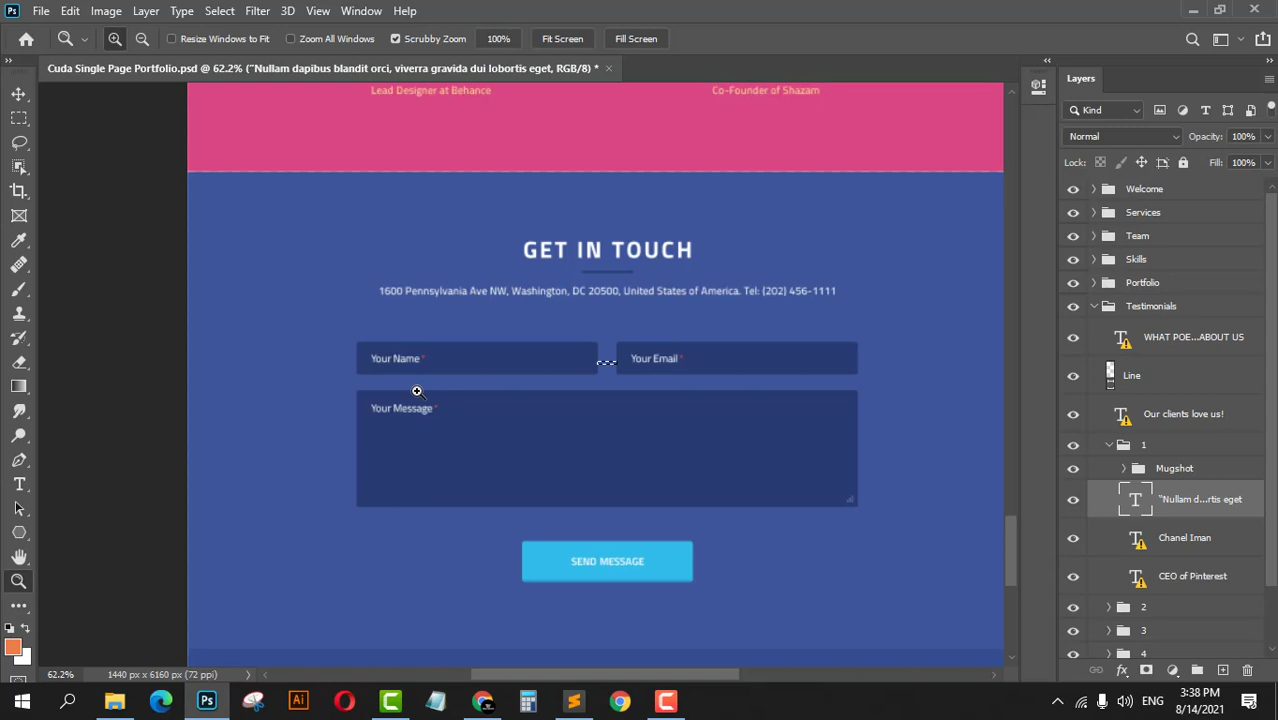 Ps File Edit Image Layer Type Select Filter 3D View Window Help
Resize Windows to Fit Zoom All Windows Scrubby Zoom 100% Fit Screen Fill Screen
Cuda Single Page Portfolio.psd @ 62.2% ("Nullam dapibus blandit orci, viverra gravida dui lobortis eget, RGB/8) *
Lead Designer at Behance
Co-Founder of Shazam
GET IN TOUCH
1600 Pennsylvania Ave NW, Washington, DC 20500, United States of America. Tel: (202) 456-1111
Your Name *
Your Email *
Your Message *
SEND MESSAGE
Layers
Kind
Normal Opacity: 100%
Lock: Fill: 100%
Welcome
Services
Team
Skills
Portfolio
Testimonials
WHAT POE...ABOUT US
Line
Our clients love us!
1
Mugshot
"Nullam d...rtis eget
Chanel Iman
CEO of Pinterest
2
3
4
62.2% 1440 px x 6160 px (72 ppi)
Ps Ai ENG
3:38 PM
8/14/2021